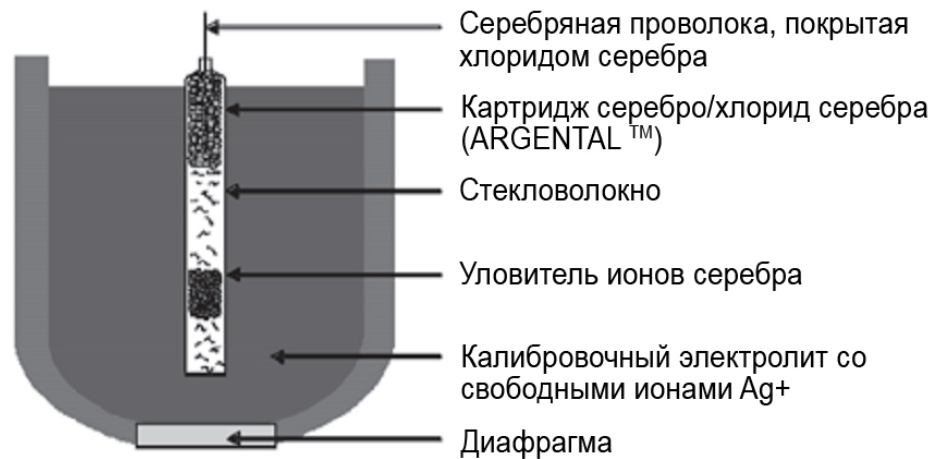 Серебряная проволока, покрытая
хлоридом серебра
Картридж серебро/хлорид серебра
(ARGENTAL ™)
Стекловолокно
Уловитель ионов серебра
Калибровочный электролит со
свободными ионами Ag+
Диафрагма